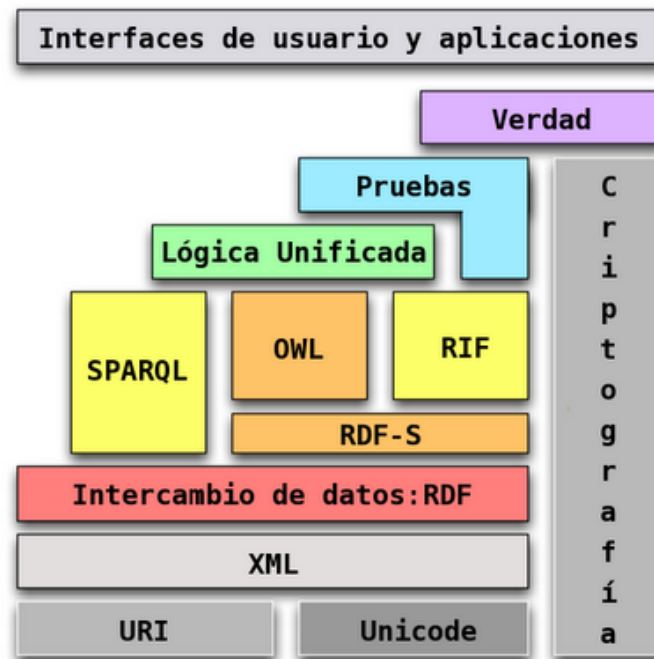 Interfaces de usuario y aplicaciones
Verdad
Pruebas
Lógica Unificada
SPARQL
OWL
RIF
RDF-S
Intercambio de datos:RDF
XML
URI
Unicode
Criptografía